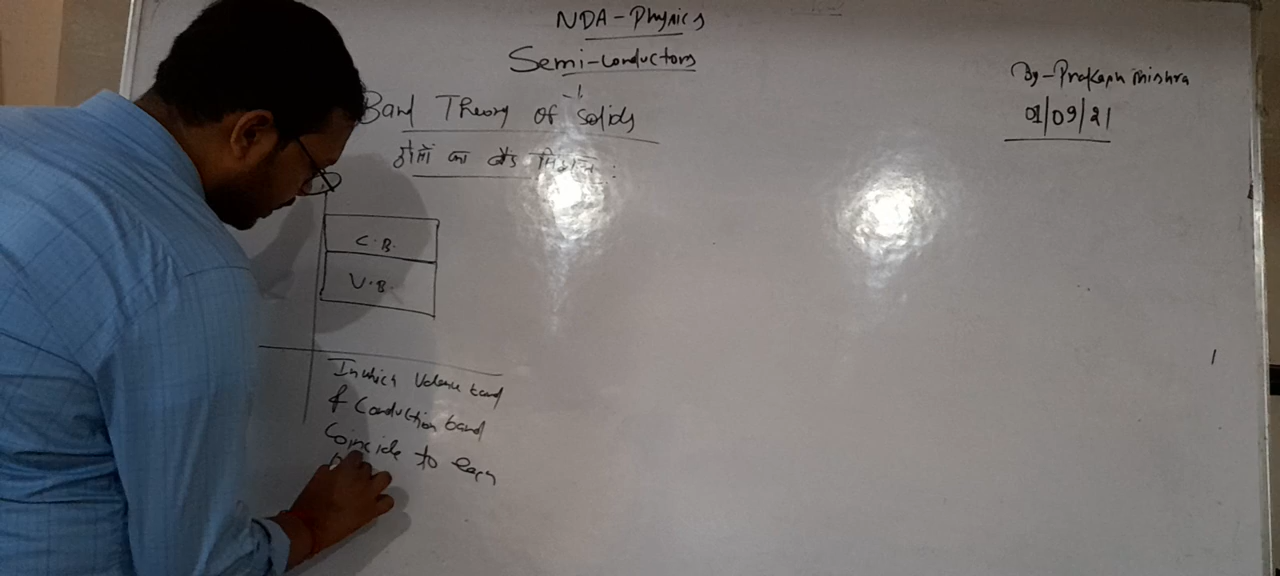 NDA-Physics
Semi-conductors
-1
By-Prakash Mishra
01/09/21
Band Theory of solids
ठोसों का बैंड सिद्धान्त :
C.B.
V.B.
In which Valence band
& Conduction band
Coincide to each